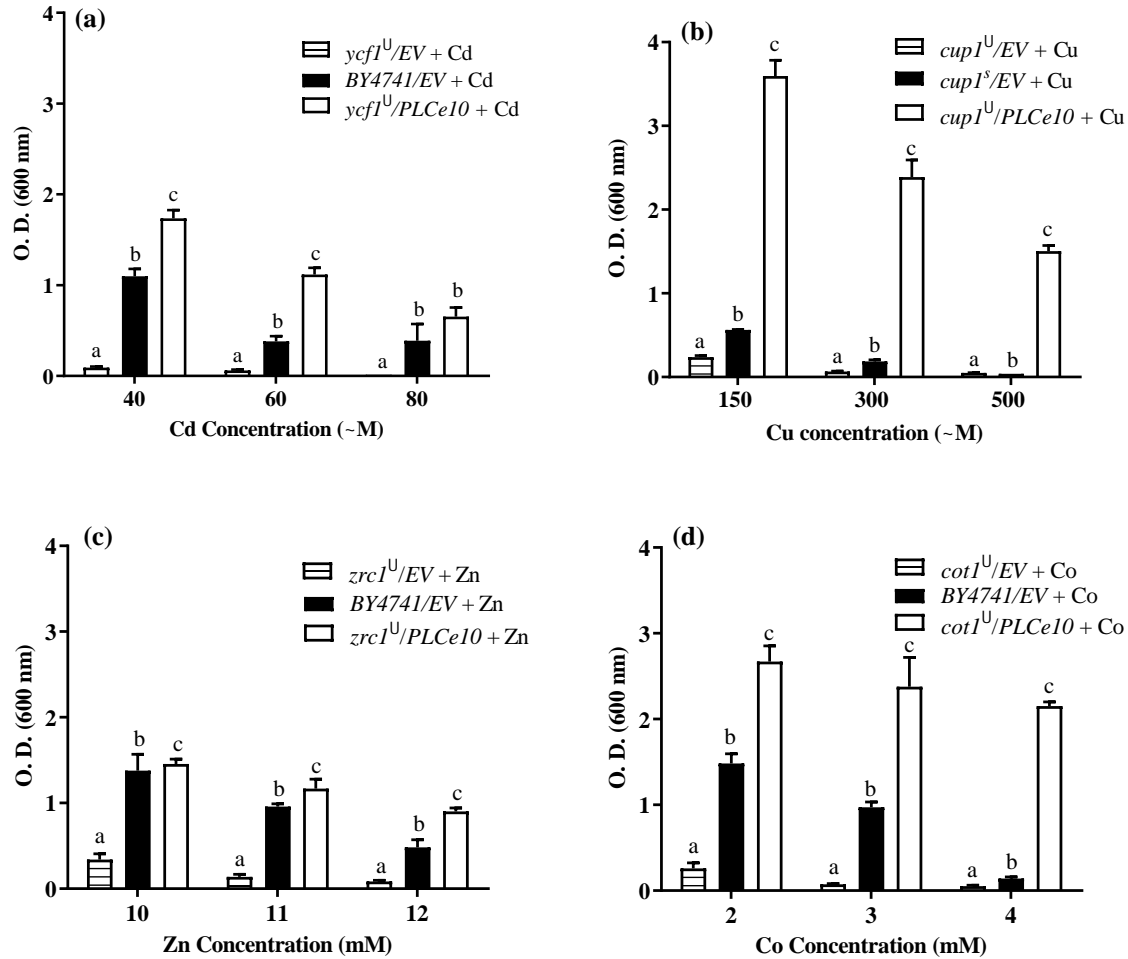 (a)
4
3
2
1
0
O. D. (600 nm)
ycf1ᵁ/EV + Cd
BY4741/EV + Cd
ycf1ᵁ/PLCe10 + Cd
a b c
a b c
a b b
40 60 80
Cd Concentration (~M)
(b)
4
3
2
1
0
O. D. (600 nm)
cup1ᵁ/EV + Cu
cup1ˢ/EV + Cu
cup1ᵁ/PLCe10 + Cu
a b c
a b c
a b c
150 300 500
Cu concentration (~M)
(c)
4
3
2
1
0
O. D. (600 nm)
zrc1ᵁ/EV + Zn
BY4741/EV + Zn
zrc1ᵁ/PLCe10 + Zn
a b c
a b c
a b c
10 11 12
Zn Concentration (mM)
(d)
4
3
2
1
0
O. D. (600 nm)
cot1ᵁ/EV + Co
BY4741/EV + Co
cot1ᵁ/PLCe10 + Co
a b c
a b c
a b c
2 3 4
Co Concentration (mM)